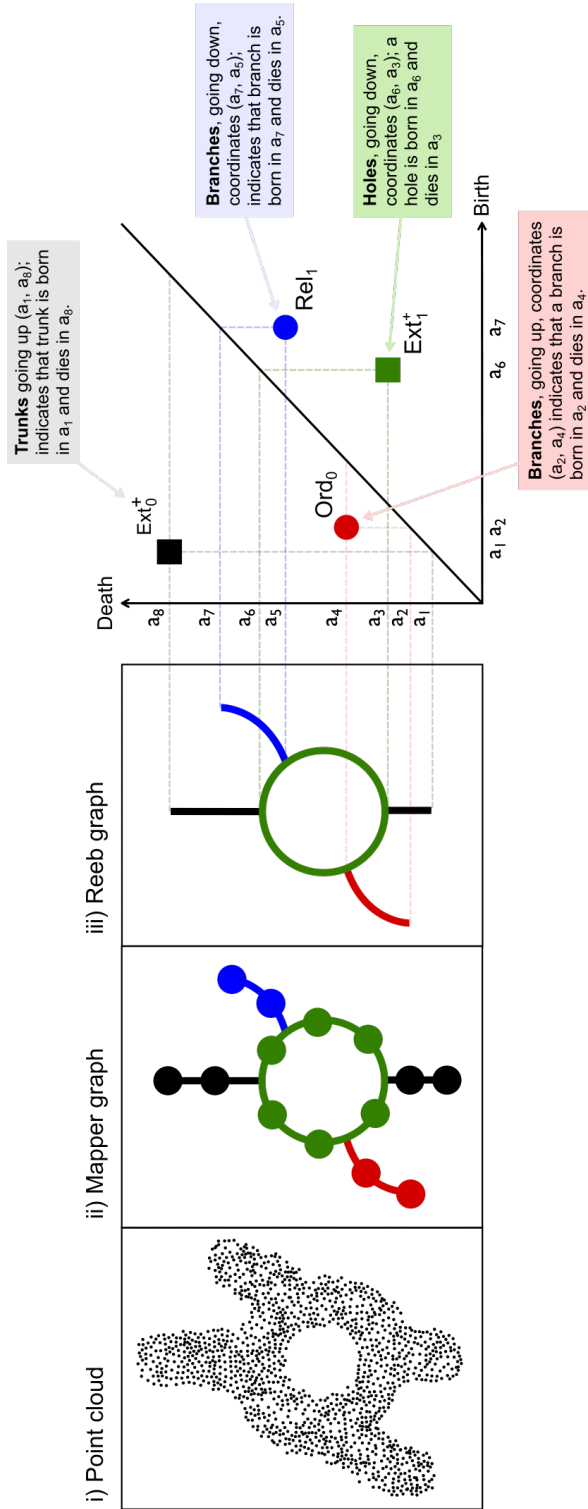 i) Point cloud
ii) Mapper graph
iii) Reeb graph
Death
a8
a7
a6
a5
a4
a3
a2
a1
a1 a2
a6
a7
Birth
Ext0+
Ord0
Rel1
Ext1+
Trunks going up (a1, a8);
indicates that trunk is born
in a1 and dies in a8.
Branches, going down,
coordinates (a7, a5);
indicates that branch is
born in a7 and dies in a5.
Holes, going down,
coordinates (a6, a3); a
hole is born in a6 and
dies in a3
Branches, going up, coordinates
(a2, a4) indicates that a branch is
born in a2 and dies in a4.